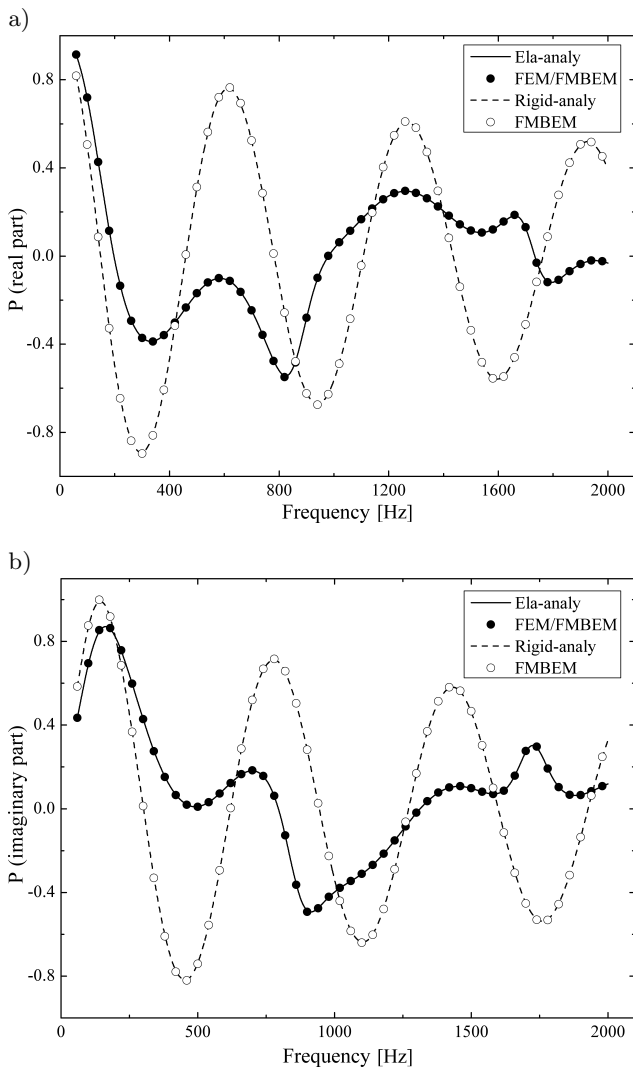 a)
0.8
0.4
0.0
-0.4
-0.8
P (real part)
Ela-analy
FEM/FMBEM
Rigid-analy
FMBEM
0 400 800 1200 1600 2000
Frequency [Hz]
b)
0.8
0.4
0.0
-0.4
-0.8
P (imaginary part)
Ela-analy
FEM/FMBEM
Rigid-analy
FMBEM
0 500 1000 1500 2000
Frequency [Hz]